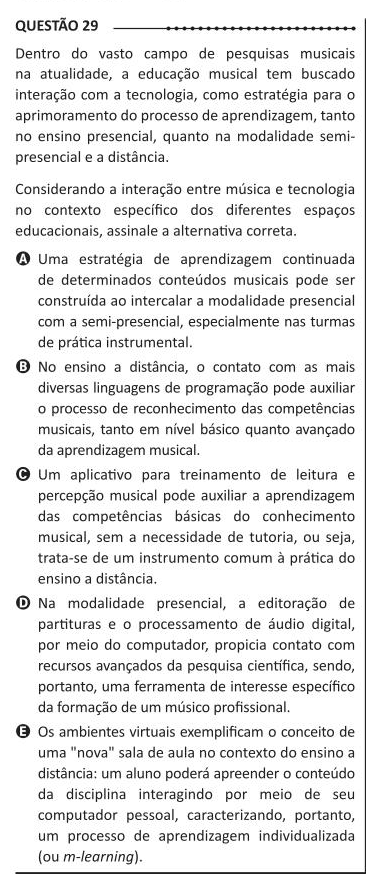 QUESTÃO 29
Dentro do vasto campo de pesquisas musicais
na atualidade, a educação musical tem buscado
interação com a tecnologia, como estratégia para o
aprimoramento do processo de aprendizagem, tanto
no ensino presencial, quanto na modalidade semi-
presencial e a distância.
Considerando a interação entre música e tecnologia
no contexto específico dos diferentes espaços
educacionais, assinale a alternativa correta.
A Uma estratégia de aprendizagem continuada
de determinados conteúdos musicais pode ser
construída ao intercalar a modalidade presencial
com a semi-presencial, especialmente nas turmas
de prática instrumental.
B No ensino a distância, o contato com as mais
diversas linguagens de programação pode auxiliar
o processo de reconhecimento das competências
musicais, tanto em nível básico quanto avançado
da aprendizagem musical.
C Um aplicativo para treinamento de leitura e
percepção musical pode auxiliar a aprendizagem
das competências básicas do conhecimento
musical, sem a necessidade de tutoria, ou seja,
trata-se de um instrumento comum à prática do
ensino a distância.
D Na modalidade presencial, a editoração de
partituras e o processamento de áudio digital,
por meio do computador, propicia contato com
recursos avançados da pesquisa científica, sendo,
portanto, uma ferramenta de interesse específico
da formação de um músico profissional.
E Os ambientes virtuais exemplificam o conceito de
uma "nova" sala de aula no contexto do ensino a
distância: um aluno poderá apreender o conteúdo
da disciplina interagindo por meio de seu
computador pessoal, caracterizando, portanto,
um processo de aprendizagem individualizada
(ou m-learning).